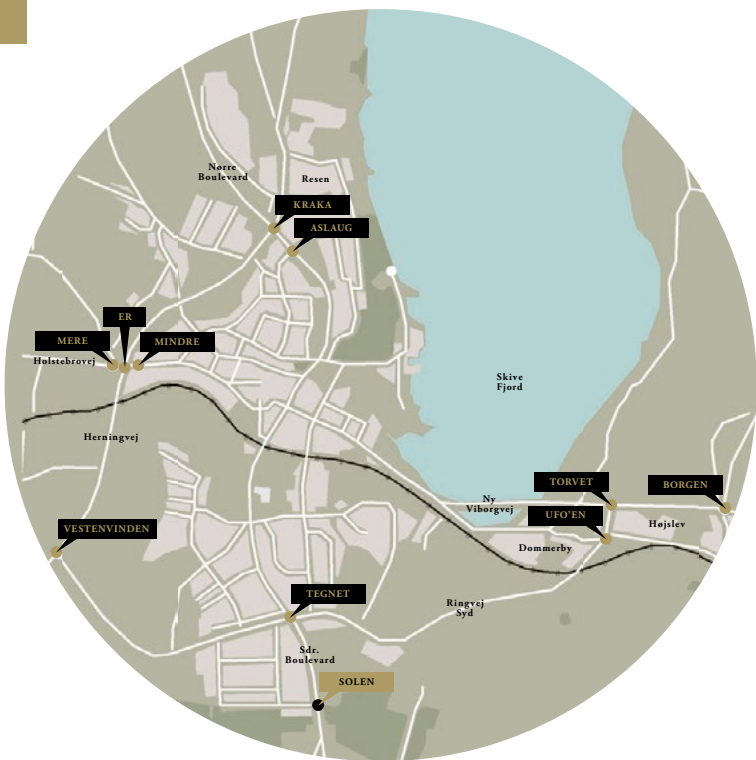 Nørre
Boulevard
Resen
KRAKA
ASLAUG
ER
MERE
MINDRE
Holstebrovej
Skive
Fjord
Herningvej
TORVET
BORGEN
Ny
Viborgvej
UFO'EN
Højslev
VESTENVINDEN
Dommerby
TEGNET
Ringvej
Syd
Sdr.
Boulevard
SOLEN